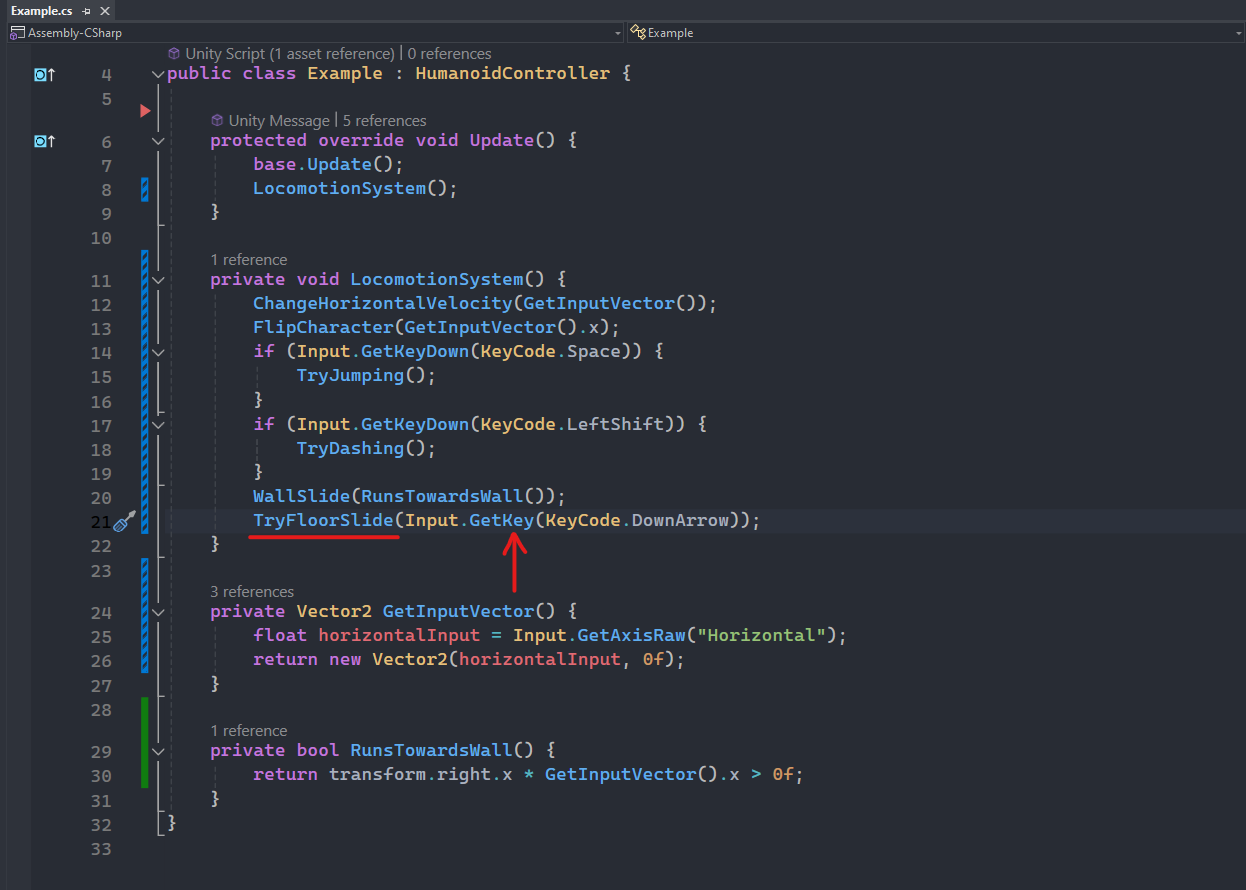 Example.cs
Assembly-CSharp
Example
Unity Script (1 asset reference) | 0 references
4 public class Example : HumanoidController {
5
Unity Message | 5 references
6 protected override void Update() {
7 base.Update();
8 LocomotionSystem();
9 }
10
1 reference
11 private void LocomotionSystem() {
12 ChangeHorizontalVelocity(GetInputVector());
13 FlipCharacter(GetInputVector().x);
14 if (Input.GetKeyDown(KeyCode.Space)) {
15 TryJumping();
16 }
17 if (Input.GetKeyDown(KeyCode.LeftShift)) {
18 TryDashing();
19 }
20 WallSlide(RunsTowardsWall());
21 TryFloorSlide(Input.GetKey(KeyCode.DownArrow));
22 }
23
3 references
24 private Vector2 GetInputVector() {
25 float horizontalInput = Input.GetAxisRaw("Horizontal");
26 return new Vector2(horizontalInput, 0f);
27 }
28
1 reference
29 private bool RunsTowardsWall() {
30 return transform.right.x * GetInputVector().x > 0f;
31 }
32 }
33